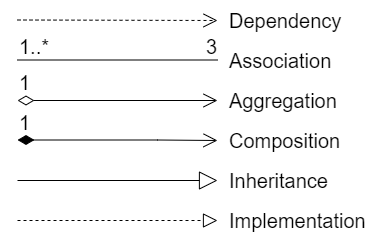 Dependency
1..* 3
Association
1
Aggregation
1
Composition
Inheritance
Implementation